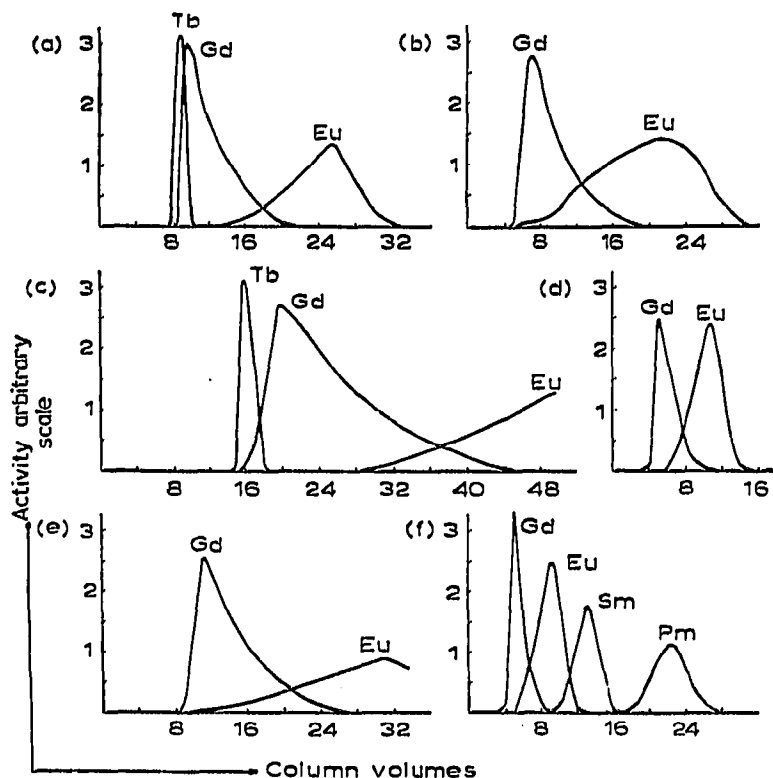 (a)
Tb
Gd
Eu
3
2
1
8 16 24 32
(b)
Gd
Eu
3
2
1
8 16 24
(c)
Tb
Gd
Eu
3
2
1
8 16 24 32 40 48
(d)
Gd Eu
3
2
1
8 16
(e)
Gd
Eu
3
2
1
8 16 24 32
(f)
Gd
Eu
Sm
Pm
3
2
1
4 9 16 24
Activity arbitrary
scale
Column volumes